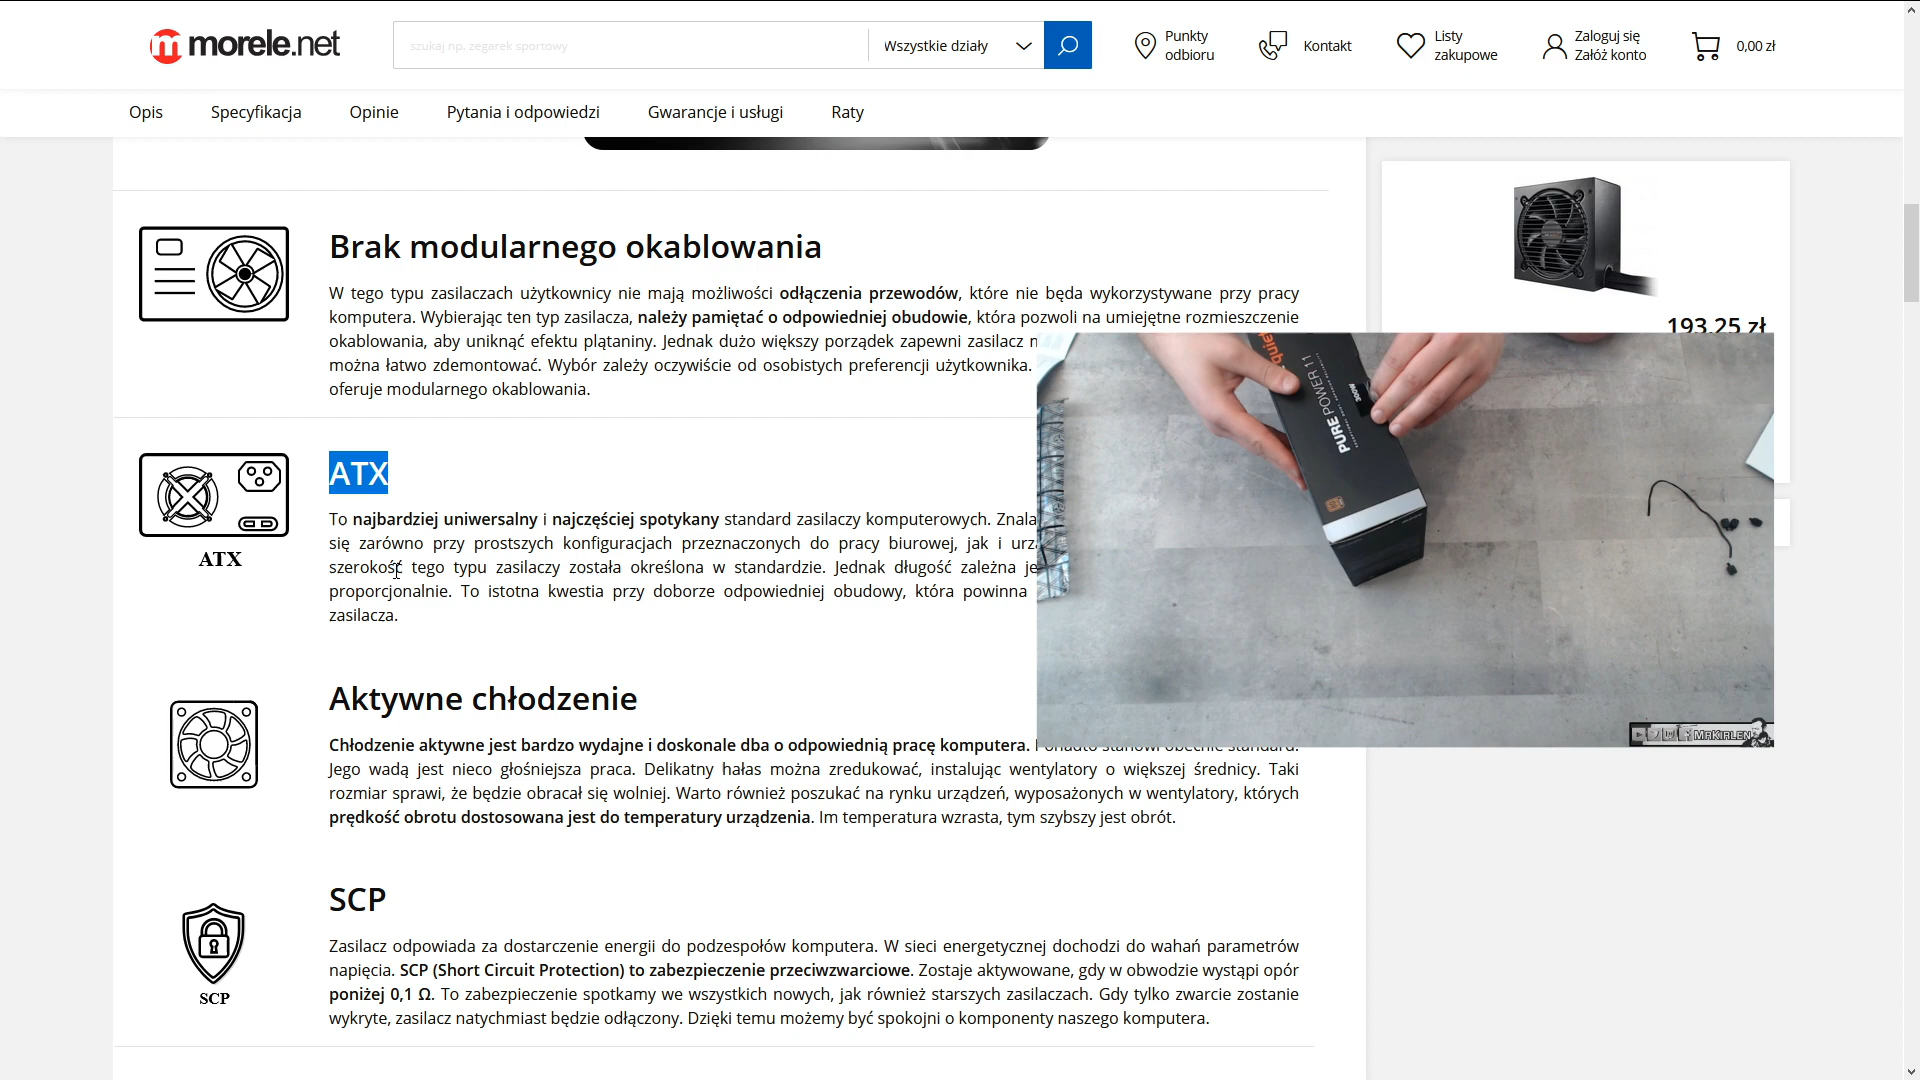 morele.net
szukaj np. zegarek sportowy
Wszystkie działy
Punkty
odbioru
Kontakt
Listy
zakupowe
Zaloguj się
Załóż konto
0,00 zł
Opis
Specyfikacja
Opinie
Pytania i odpowiedzi
Gwarancje i usługi
Raty
Brak modularnego okablowania
W tego typu zasilaczach użytkownicy nie mają możliwości odłączenia przewodów, które nie będa wykorzystywane przy pracy
komputera. Wybierając ten typ zasilacza, należy pamiętać o odpowiedniej obudowie, która pozwoli na umiejętne rozmieszczenie
okablowania, aby uniknąć efektu plątaniny. Jednak dużo większy porządek zapewni zasilacz
można łatwo zdemontować. Wybór zależy oczywiście od osobistych preferencji użytkownika.
oferuje modularnego okablowania.
193,25 zł
quiet
PURE POWER 11
300W
ATX
To najbardziej uniwersalny i najczęściej spotykany standard zasilaczy komputerowych.
się zarówno przy prostszych konfiguracjach przeznaczonych do pracy biurowej, jak i
szerokość tego typu zasilaczy została określona w standardzie. Jednak długość zależna
proporcjonalnie. To istotna kwestia przy doborze odpowiedniej obudowy, która powinna
zasilacza.
ATX
Aktywne chłodzenie
Chłodzenie aktywne jest bardzo wydajne i doskonale dba o odpowiednią pracę komputera. Ponadto stanowi obecnie standard.
Jego wadą jest nieco głośniejsza praca. Delikatny hałas można zredukować, instalując wentylatory o większej średnicy. Taki
rozmiar sprawi, że będzie obracał się wolniej. Warto również poszukać na rynku urządzeń, wyposażonych w wentylatory, których
prędkość obrotu dostosowana jest do temperatury urządzenia. Im temperatura wzrasta, tym szybszy jest obrót.
MRKIRLEN
SCP
Zasilacz odpowiada za dostarczenie energii do podzespołów komputera. W sieci energetycznej dochodzi do wahań parametrów
napięcia. SCP (Short Circuit Protection) to zabezpieczenie przeciwzwarciowe. Zostaje aktywowane, gdy w obwodzie wystąpi opór
poniżej 0,1 Ω. To zabezpieczenie spotkamy we wszystkich nowych, jak również starszych zasilaczach. Gdy tylko zwarcie zostanie
wykryte, zasilacz natychmiast będzie odłączony. Dzięki temu możemy być spokojni o komponenty naszego komputera.
SCP